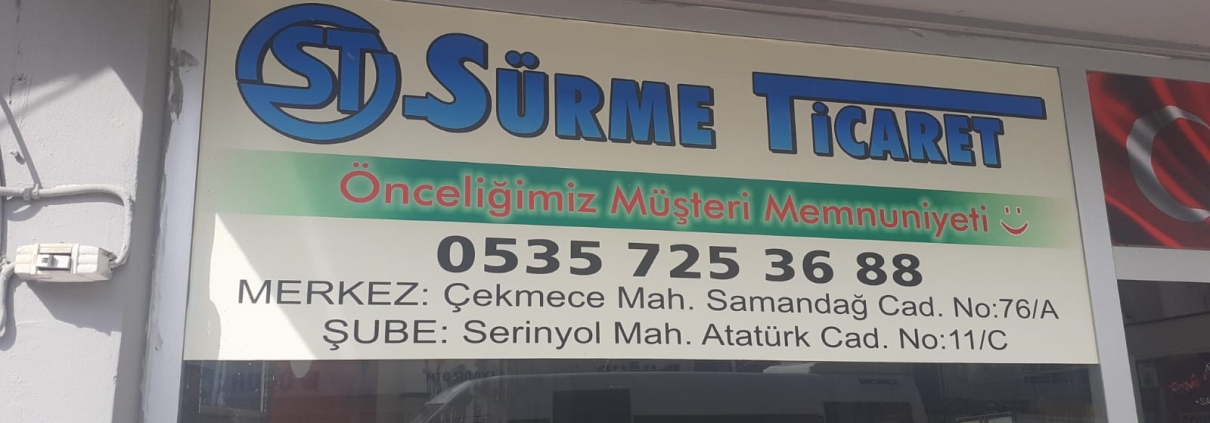 ST SÜRME TİCARET
Önceliğimiz Müşteri Memnuniyeti
0535 725 36 88
MERKEZ: Çekmece Mah. Samandağ Cad. No:76/A
ŞUBE: Serinyol Mah. Atatürk Cad. No:11/C